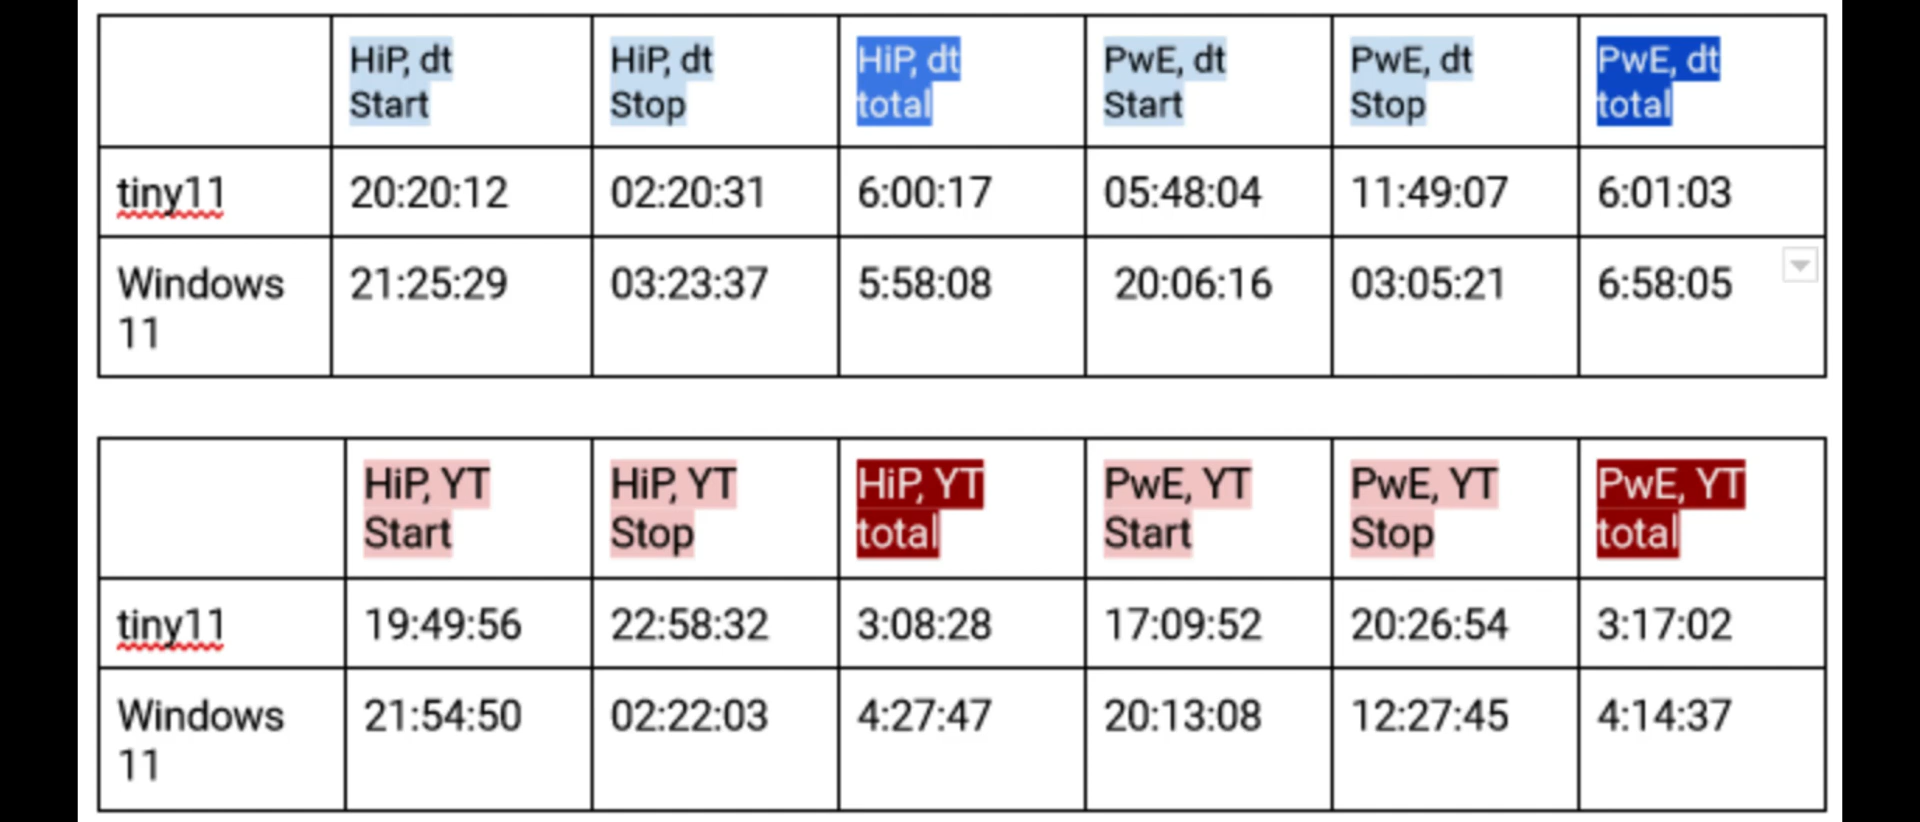 HiP, dt Start HiP, dt Stop HiP, dt total PwE, dt Start PwE, dt Stop PwE, dt total
tiny11 20:20:12 02:20:31 6:00:17 05:48:04 11:49:07 6:01:03
Windows 11 21:25:29 03:23:37 5:58:08 20:06:16 03:05:21 6:58:05
HiP, YT Start HiP, YT Stop HiP, YT total PwE, YT Start PwE, YT Stop PwE, YT total
tiny11 19:49:56 22:58:32 3:08:28 17:09:52 20:26:54 3:17:02
Windows 11 21:54:50 02:22:03 4:27:47 20:13:08 12:27:45 4:14:37